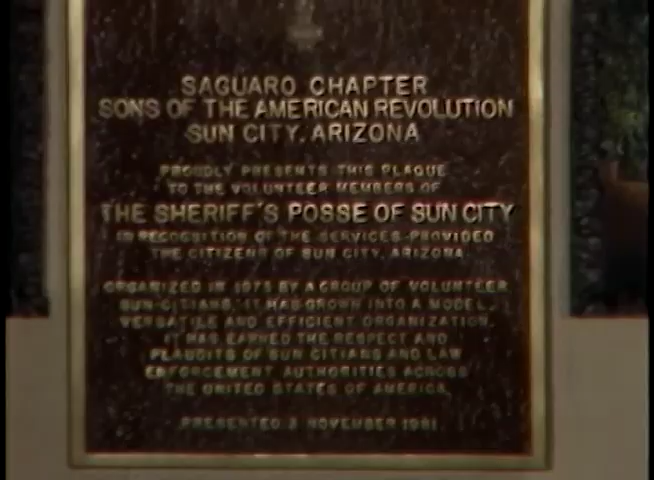 SAGUARO CHAPTER
SONS OF THE AMERICAN REVOLUTION
SUN CITY, ARIZONA
PROUDLY PRESENTS THIS PLAQUE
TO THE VOLUNTEER MEMBERS OF
THE SHERIFF'S POSSE OF SUN CITY
IN RECOGNITION OF THE SERVICES PROVIDED
THE CITIZENS OF SUN CITY, ARIZONA
ORGANIZED IN 1973 BY A GROUP OF VOLUNTEER
SUN CITIANS, IT HAS GROWN INTO A MODEL,
VERSATILE AND EFFICIENT ORGANIZATION.
IT HAS EARNED THE RESPECT AND
PLAUDITS OF SUN CITIANS AND LAW
ENFORCEMENT AUTHORITIES ACROSS
THE UNITED STATES OF AMERICA.
PRESENTED 3 NOVEMBER 1981